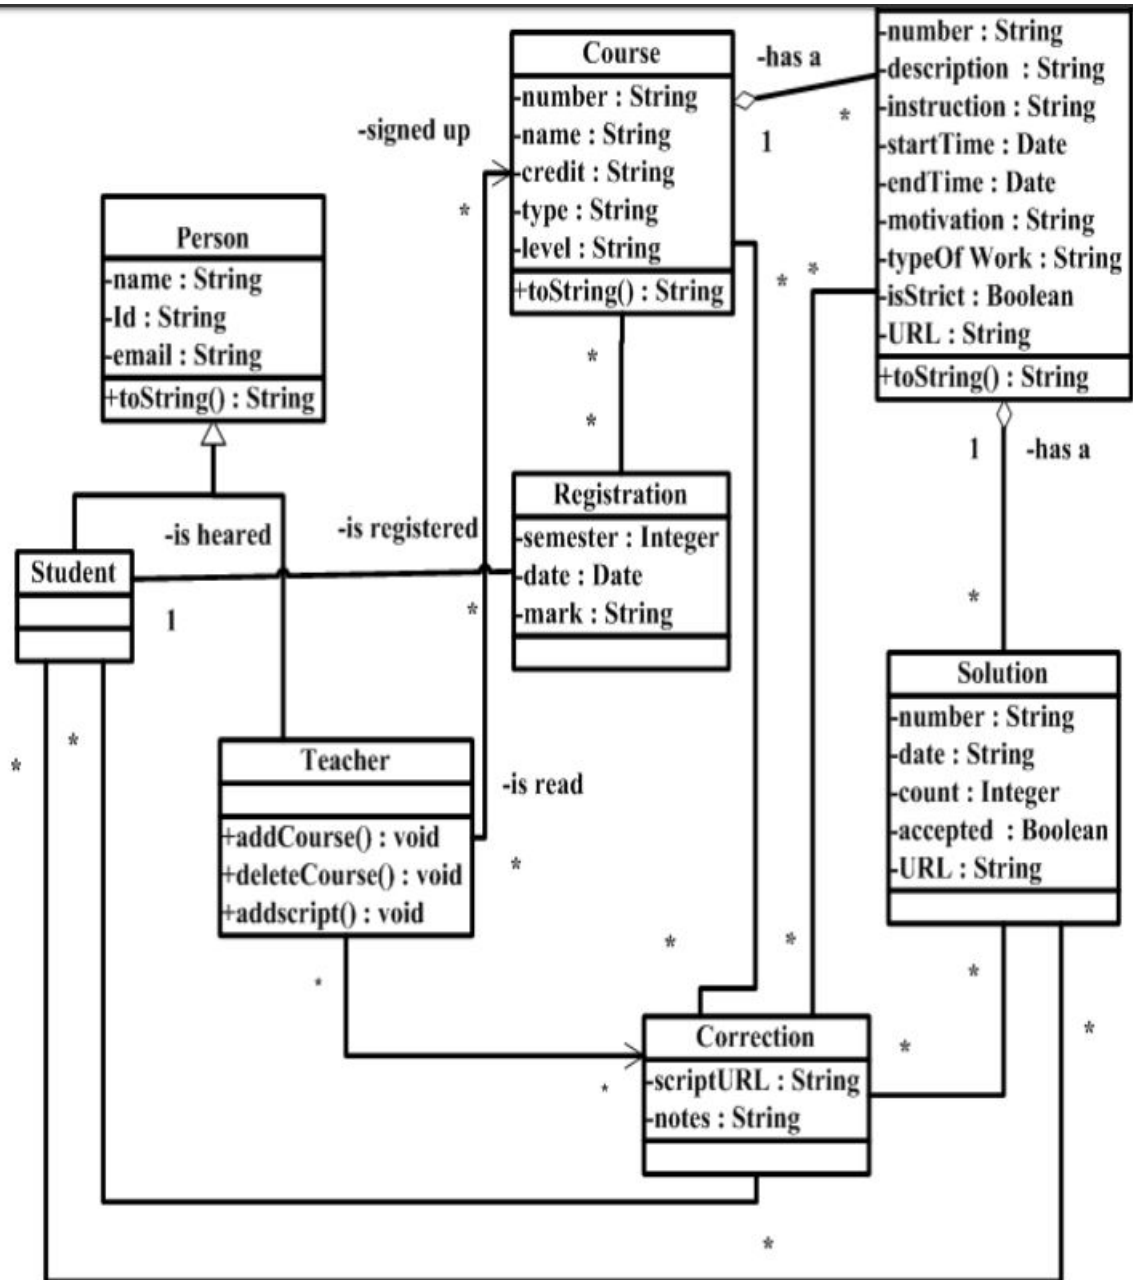 Course
-number : String
-name : String
-credit : String
-type : String
-level : String
+toString() : String
-has a
1
*
-number : String
-description : String
-instruction : String
-startTime : Date
-endTime : Date
-motivation : String
-typeOf Work : String
-isStrict : Boolean
-URL : String
+toString() : String
-signed up
*
Person
-name : String
-Id : String
-email : String
+toString() : String
*
*
*
*
1
-has a
*
Registration
-semester : Integer
-date : Date
-mark : String
-is heared
-is registered
Student
1
*
*
*
Teacher
+addCourse() : void
+deleteCourse() : void
+addscript() : void
-is read
*
Solution
-number : String
-date : String
-count : Integer
-accepted : Boolean
-URL : String
*
*
*
*
*
*
*
Correction
-scriptURL : String
-notes : String
*